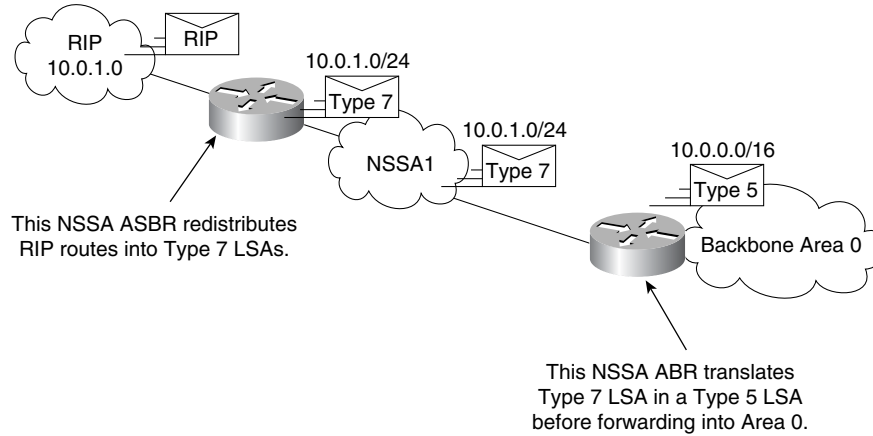 RIP
10.0.1.0
RIP
10.0.1.0/24
Type 7
NSSA1
10.0.1.0/24
Type 7
10.0.0.0/16
Type 5
Backbone Area 0
This NSSA ASBR redistributes
RIP routes into Type 7 LSAs.
This NSSA ABR translates
Type 7 LSA in a Type 5 LSA
before forwarding into Area 0.